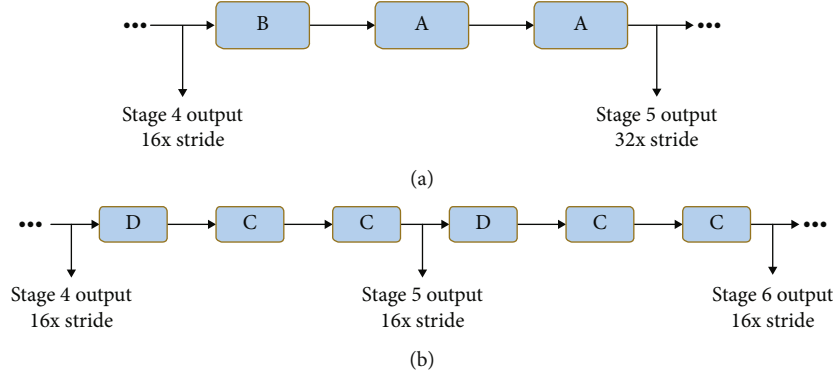 ••• B A A •••
Stage 4 output Stage 5 output
16x stride 32x stride
(a)
••• D C C D C C •••
Stage 4 output Stage 5 output Stage 6 output
16x stride 16x stride 16x stride
(b)